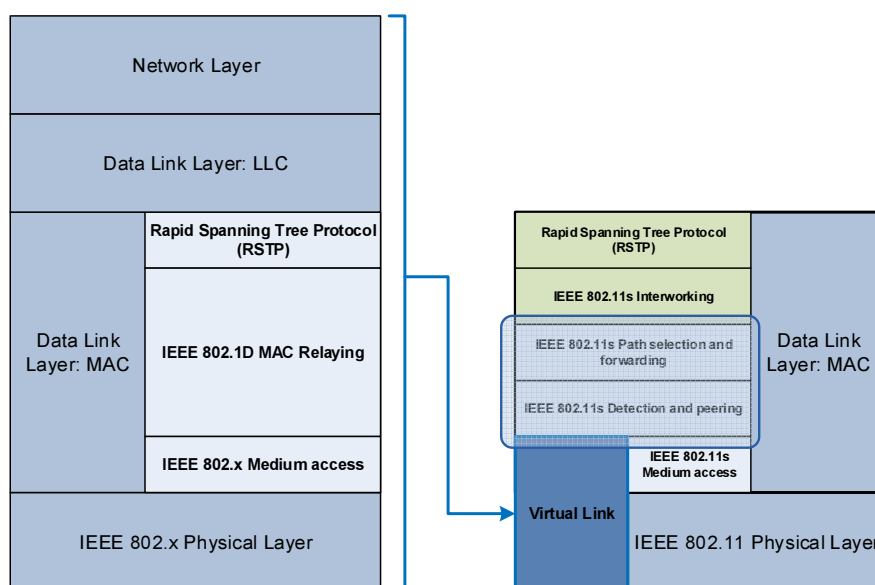 Network Layer
Data Link Layer: LLC
Rapid Spanning Tree Protocol
(RSTP)
Data Link
Layer: MAC
IEEE 802.1D MAC Relaying
IEEE 802.x Medium access
IEEE 802.x Physical Layer
Rapid Spanning Tree Protocol
(RSTP)
IEEE 802.11s Interworking
IEEE 802.11s Path selection and
forwarding
IEEE 802.11s Detection and peering
Data Link
Layer: MAC
IEEE 802.11s
Medium access
Virtual Link
IEEE 802.11 Physical Layer